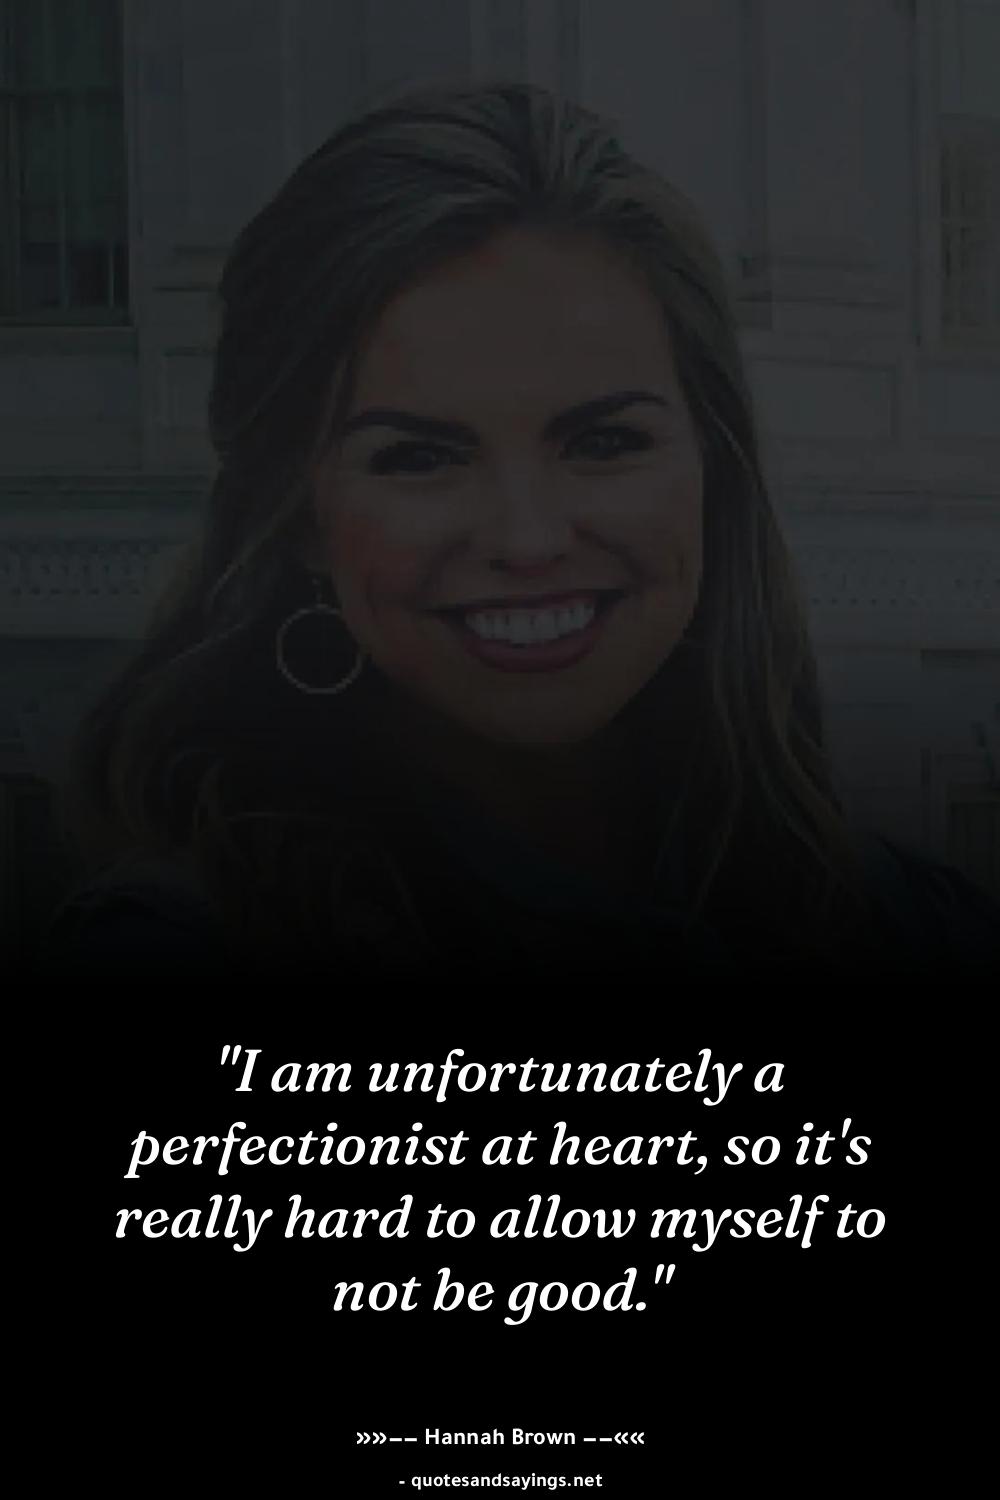 "I am unfortunately a
perfectionist at heart, so it's
really hard to allow myself to
not be good."
»»−− Hannah Brown −−««
- quotesandsayings.net